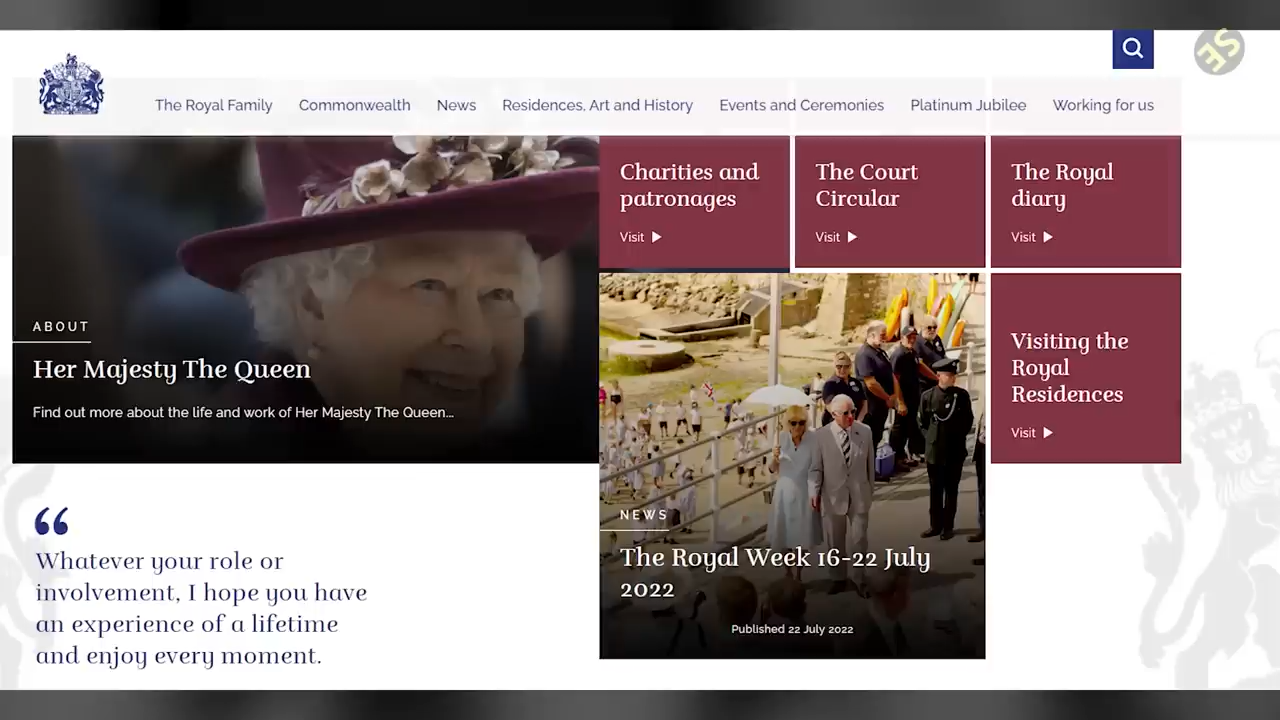 SE
The Royal Family Commonwealth News Residences, Art and History Events and Ceremonies Platinum Jubilee Working for us
ABOUT
Her Majesty The Queen
Find out more about the life and work of Her Majesty The Queen...
Charities and
patronages
Visit
The Court
Circular
Visit
The Royal
diary
Visit
NEWS
The Royal Week 16-22 July
2022
Published 22 July 2022
Visiting the
Royal
Residences
Visit
“
Whatever your role or
involvement, I hope you have
an experience of a lifetime
and enjoy every moment.